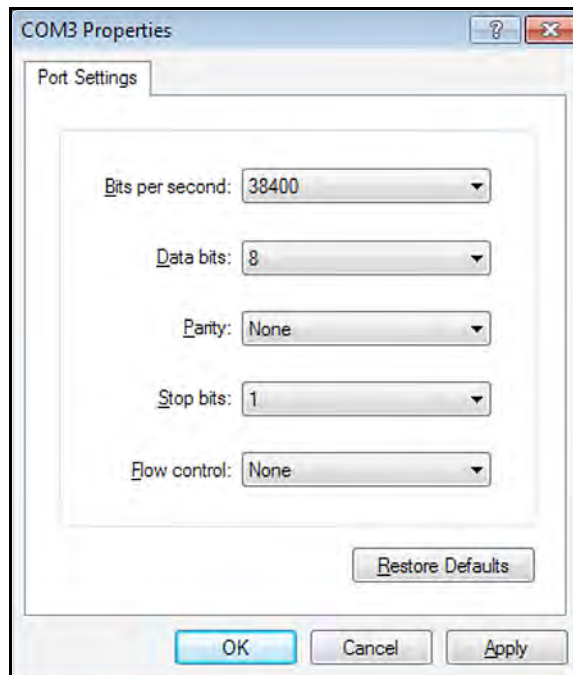 COM3 Properties
Port Settings
Bits per second: 38400
Data bits: 8
Parity: None
Stop bits: 1
Flow control: None
Restore Defaults
OK Cancel Apply